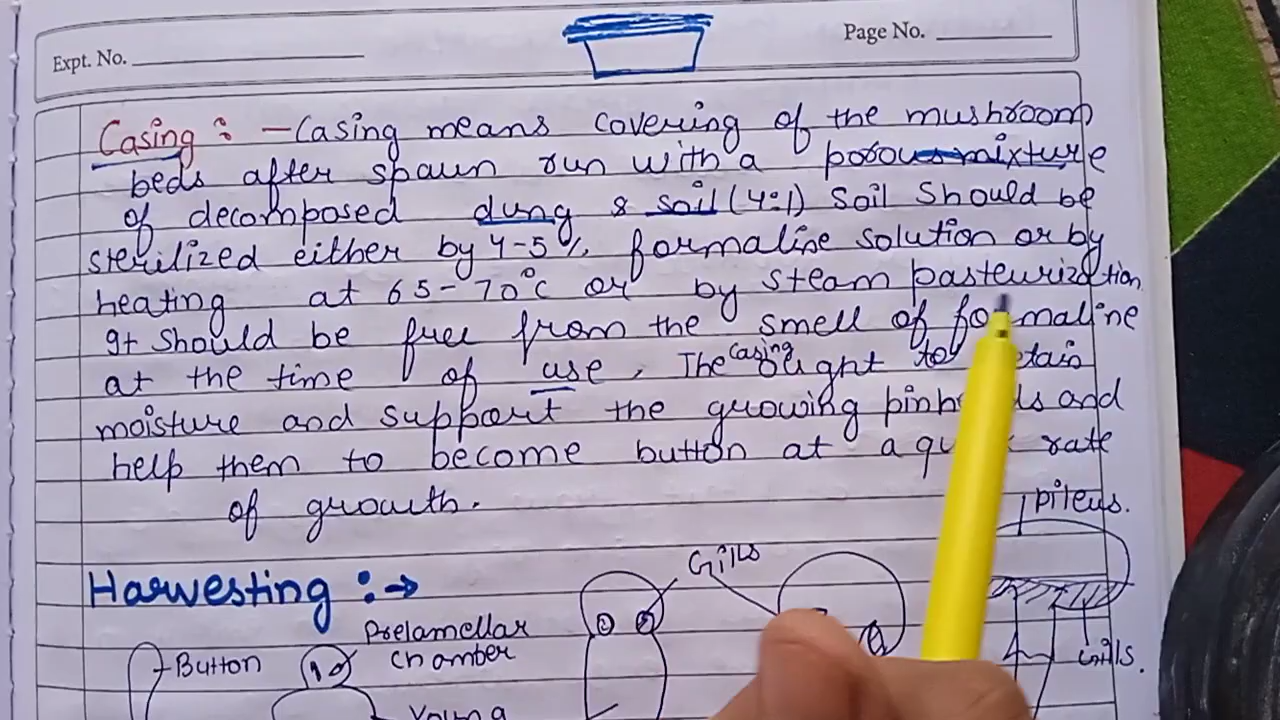 Expt. No.
Page No.
Casing : - Casing means covering of the mushroom
beds after spawn run with a porous mixture
of decomposed dung & soil (4:1) Soil Should be
sterilized either by 4-5% formaline solution or by
heating at 65-70°C or by steam pasteurization
It should be free from the smell of formaline
at the time of use, The casing ought to
moisture and support the growing and
help them to become button at a rate
of growth.
Pileus.
Gills
Harvesting :→
Prelamellar
Button
Chamber
Gills.
Young